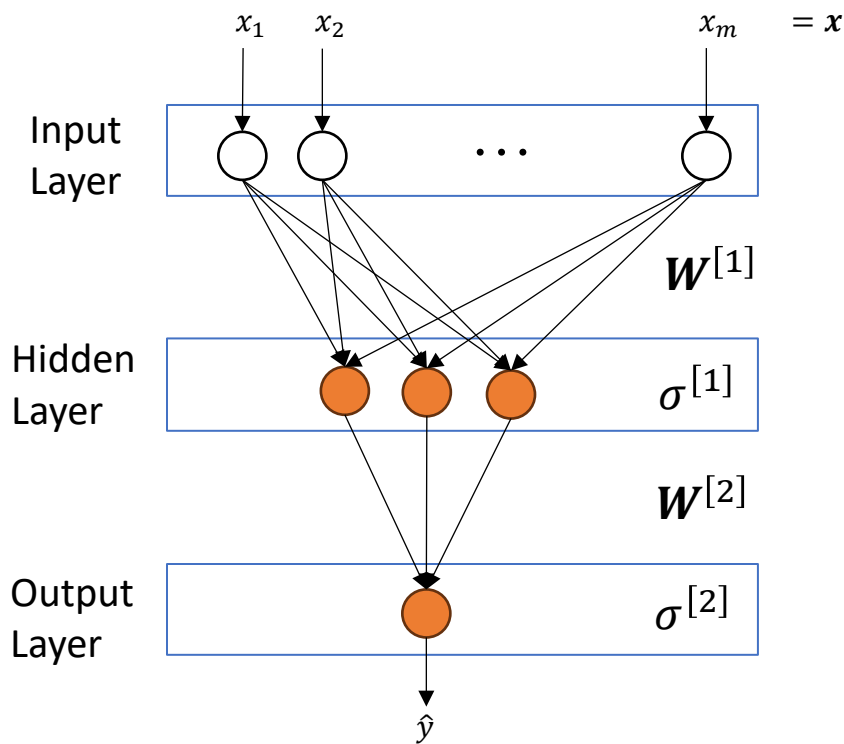 x₁ x₂ xₘ = x
Input
Layer
...
W^[1]
Hidden
Layer
σ^[1]
W^[2]
Output
Layer
σ^[2]
ŷ